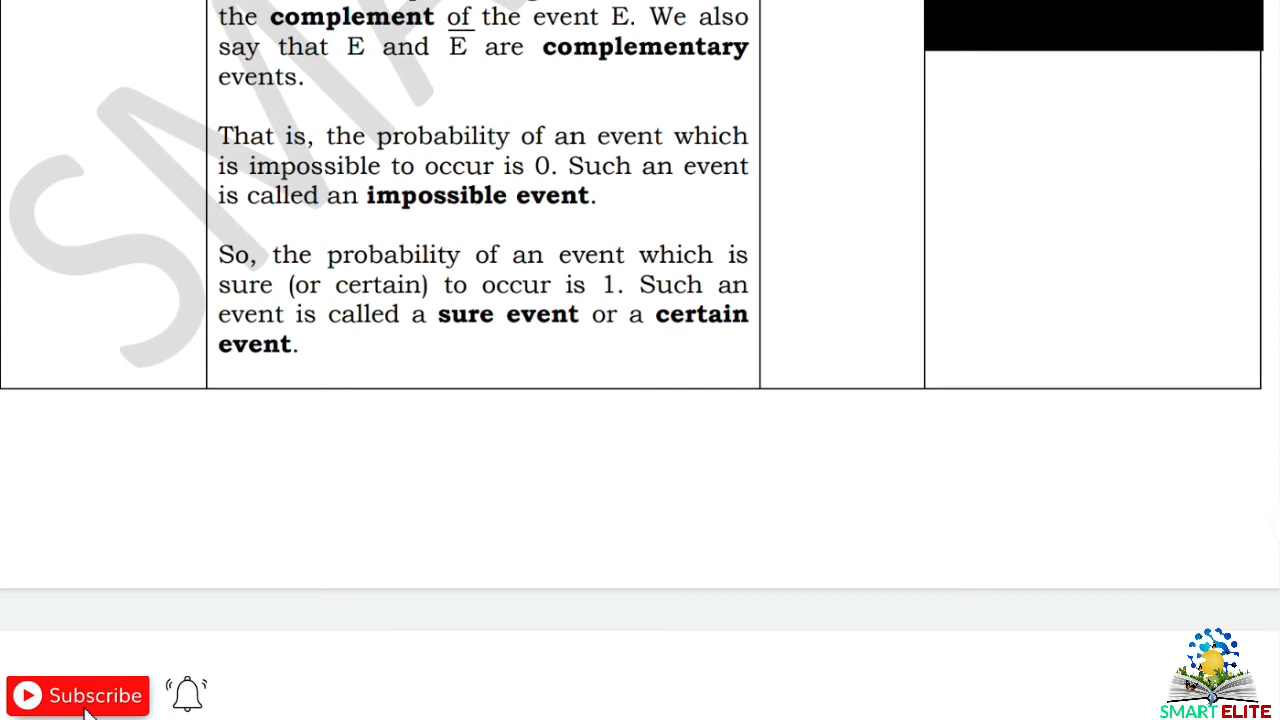 the complement of the event E. We also
say that E and E̅ are complementary
events.
That is, the probability of an event which
is impossible to occur is 0. Such an event
is called an impossible event.
So, the probability of an event which is
sure (or certain) to occur is 1. Such an
event is called a sure event or a certain
event.
Subscribe
SMART ELITE